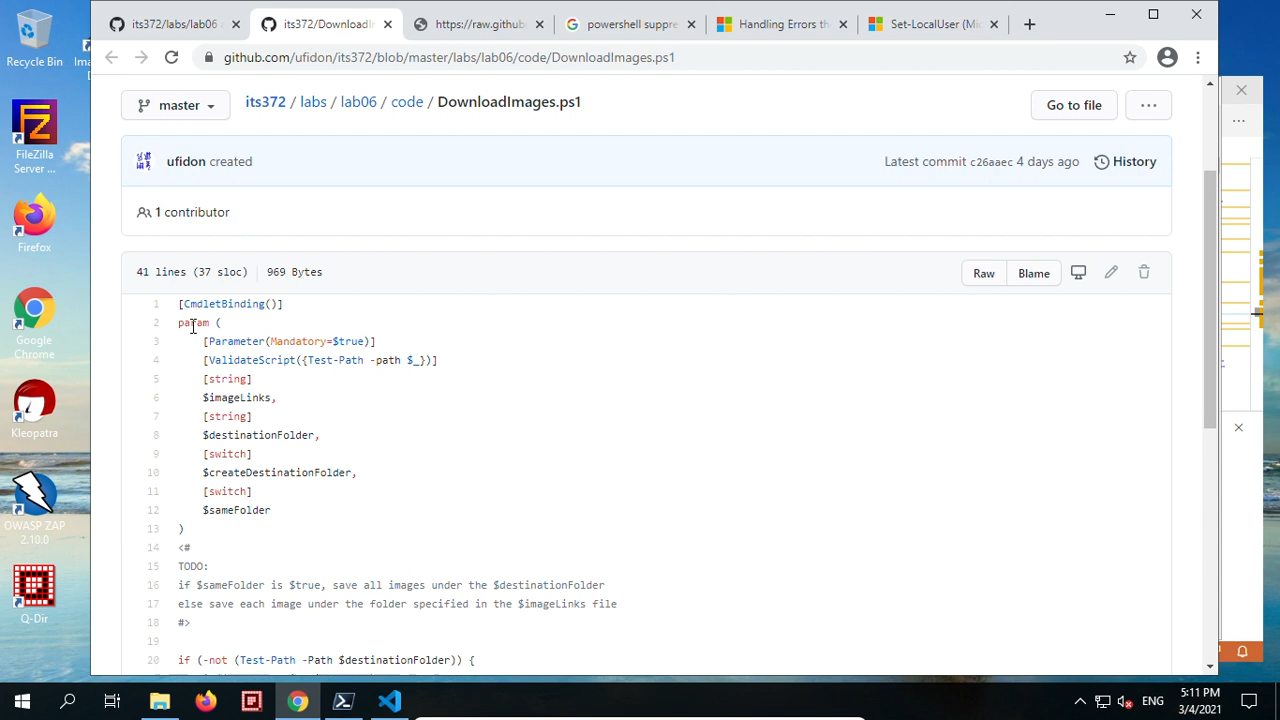 Recycle Bin
Ima
FileZilla
Server ...
Firefox
Google
Chrome
Kleopatra
OWASP ZAP
2.10.0
Q-Dir
its372/labs/lab06
its372/DownloadIm
https://raw.github
powershell suppre
Handling Errors th
Set-LocalUser (Mic
github.com/ufidon/its372/blob/master/labs/lab06/code/DownloadImages.ps1
master
its372 / labs / lab06 / code / DownloadImages.ps1
Go to file
ufidon created
Latest commit c26aaec 4 days ago
History
1 contributor
41 lines (37 sloc) 969 Bytes
Raw
Blame
1 [CmdletBinding()]
2 param (
3 [Parameter(Mandatory=$true)]
4 [ValidateScript({Test-Path -path $_})]
5 [string]
6 $imageLinks,
7 [string]
8 $destinationFolder,
9 [switch]
10 $createDestinationFolder,
11 [switch]
12 $sameFolder
13 )
14 <#
15 TODO:
16 if $sameFolder is $true, save all images under the $destinationFolder
17 else save each image under the folder specified in the $imageLinks file
18 #>
19
20 if (-not (Test-Path -Path $destinationFolder)) {
ENG
5:11 PM
3/4/2021